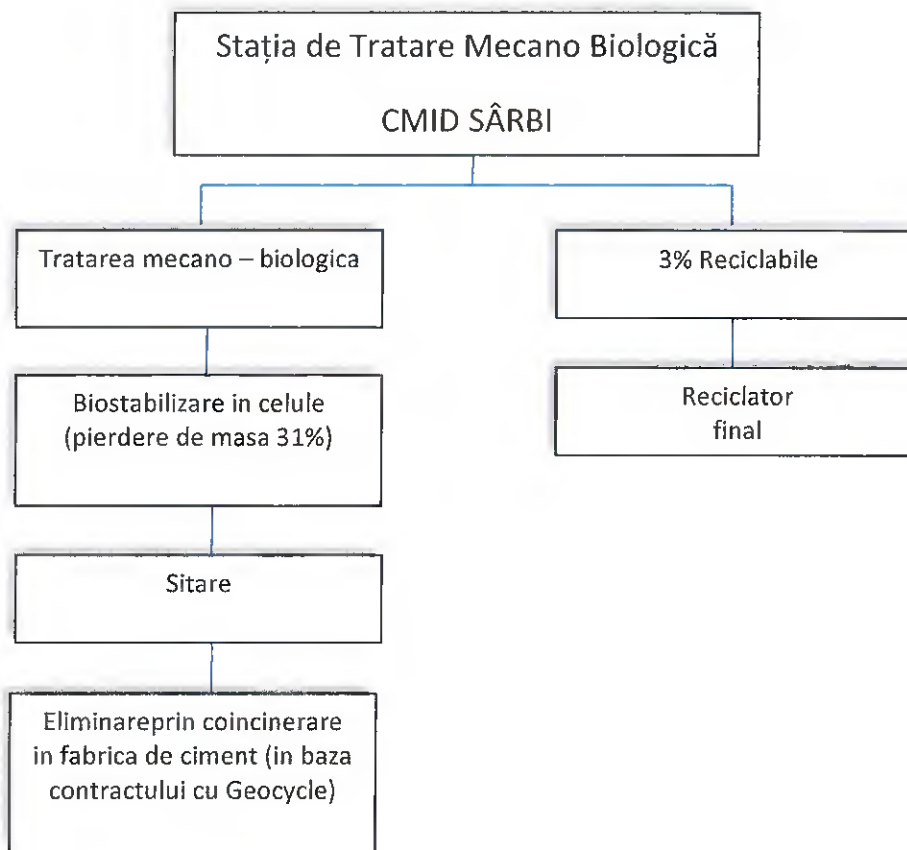 Stația de Tratare Mecano Biologică
CMID SÂRBI
Tratarea mecano – biologica
3% Reciclabile
Biostabilizare in celule
(pierdere de masa 31%)
Reciclator
final
Sitare
Eliminareprin coincinerare
in fabrica de ciment (in baza
contractului cu Geocycle)